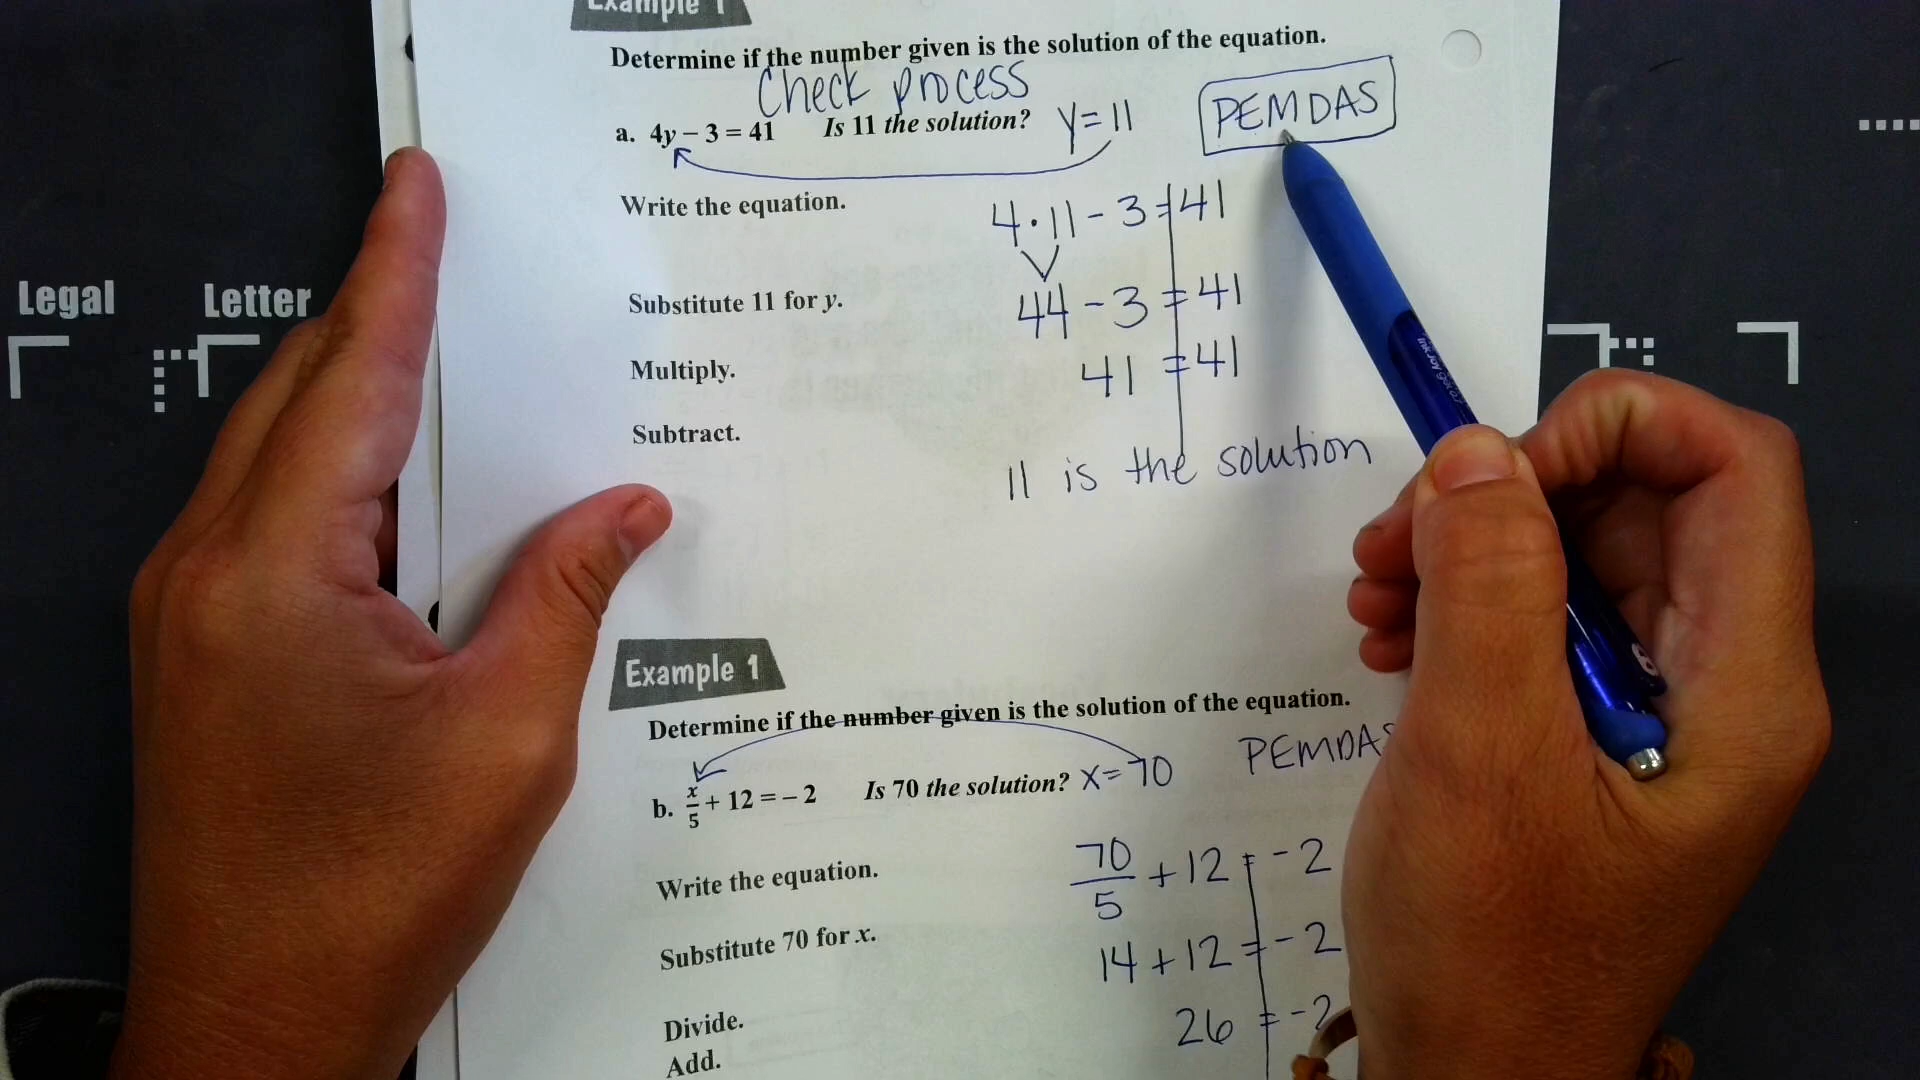 Example 1
Determine if the number given is the solution of the equation.
Check process
a. 4y – 3 = 41 Is 11 the solution? y = 11 PEMDAS
Write the equation. 4 · 11 - 3 = 41
Substitute 11 for y. 44 - 3 = 41
Multiply. 41 = 41
Subtract.
11 is the solution
Legal
Letter
Example 1
Determine if the number given is the solution of the equation.
b. x/5 + 12 = – 2 Is 70 the solution? x = 70 PEMDAS
Write the equation. 70/5 + 12 = -2
Substitute 70 for x. 14 + 12 = -2
Divide. 26 = -2
Add.